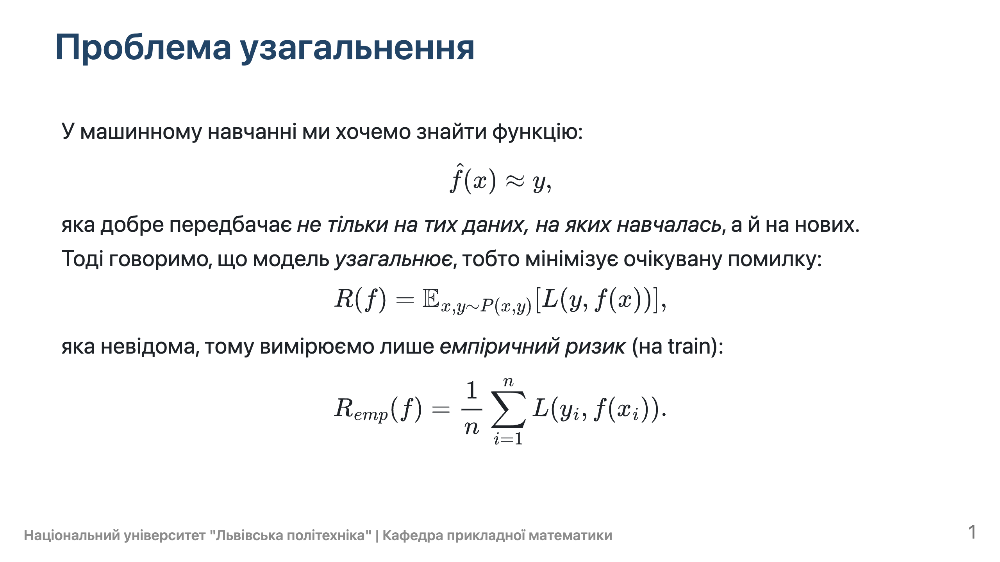 Проблема узагальнення
У машинному навчанні ми хочемо знайти функцію:
$\hat{f}(x) \approx y,$
яка добре передбачає не тільки на тих даних, на яких навчалась, а й на нових.
Тоді говоримо, що модель узагальнює, тобто мінімізує очікувану помилку:
$R(f) = \mathbb{E}_{x,y \sim P(x,y)}[L(y, f(x))],$
яка невідома, тому вимірюємо лише емпіричний ризик (на train):
$R_{emp}(f) = \frac{1}{n} \sum_{i=1}^{n} L(y_i, f(x_i)).$
Національний університет "Львівська політехніка" | Кафедра прикладної математики
1